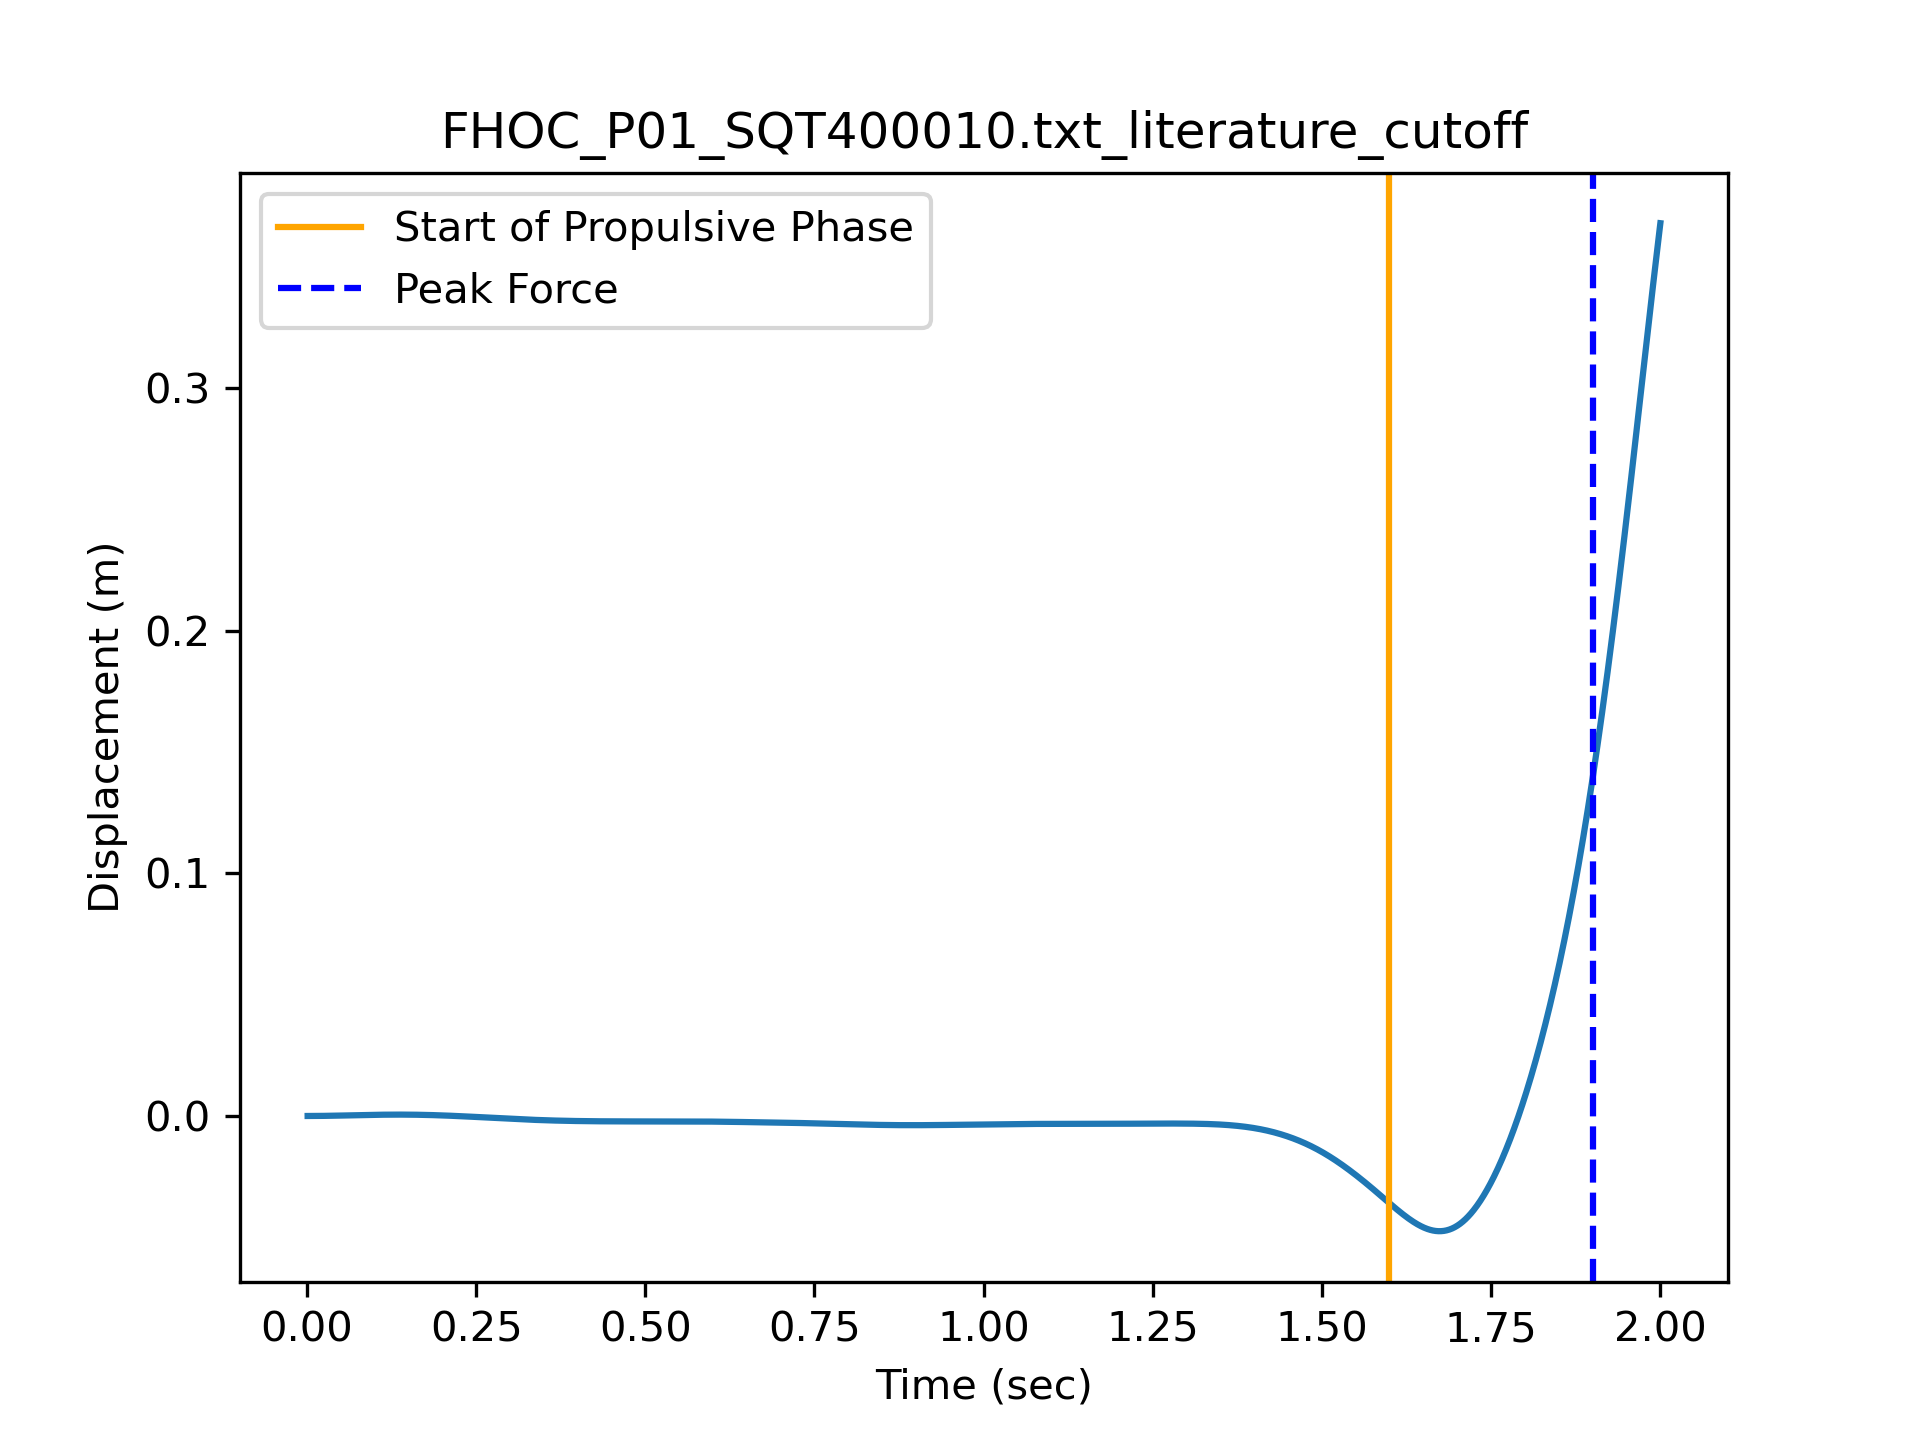 FHOC_P01_SQT400010.txt_literature_cutoff
Start of Propulsive Phase
Peak Force
Displacement (m)
0.3
0.2
0.1
0.0
0.00 0.25 0.50 0.75 1.00 1.25 1.50 1.75 2.00
Time (sec)